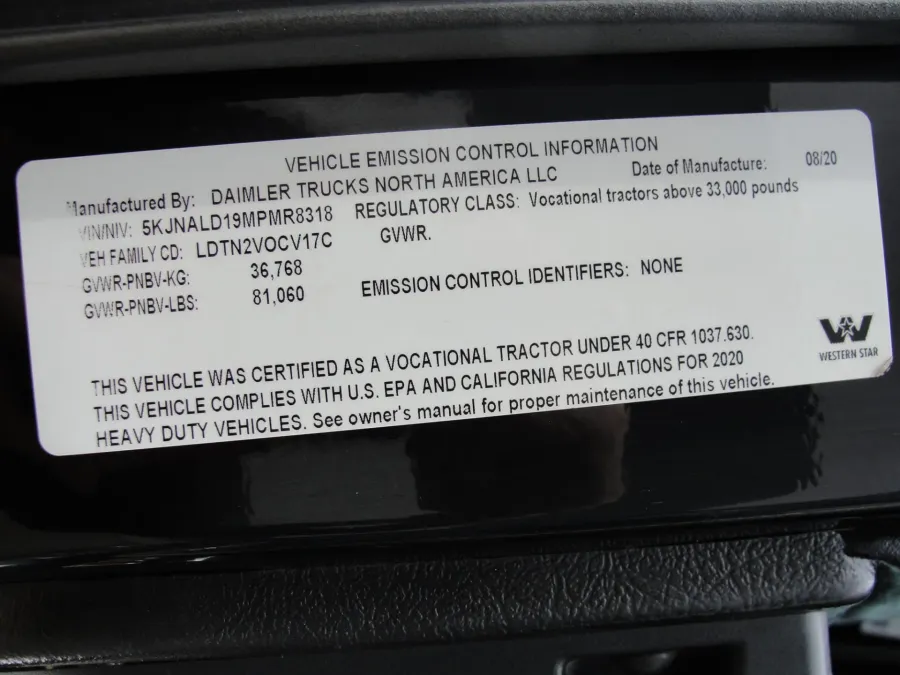 VEHICLE EMISSION CONTROL INFORMATION
Manufactured By: DAIMLER TRUCKS NORTH AMERICA LLC Date of Manufacture: 08/20
VIN/NIV: 5KJNALD19MPMR8318 REGULATORY CLASS: Vocational tractors above 33,000 pounds
VEH FAMILY CD: LDTN2VOCV17C GVWR.
GVWR-PNBV-KG: 36,768
GVWR-PNBV-LBS: 81,060 EMISSION CONTROL IDENTIFIERS: NONE
WESTERN STAR
THIS VEHICLE WAS CERTIFIED AS A VOCATIONAL TRACTOR UNDER 40 CFR 1037.630.
THIS VEHICLE COMPLIES WITH U.S. EPA AND CALIFORNIA REGULATIONS FOR 2020
HEAVY DUTY VEHICLES. See owner's manual for proper maintenance of this vehicle.